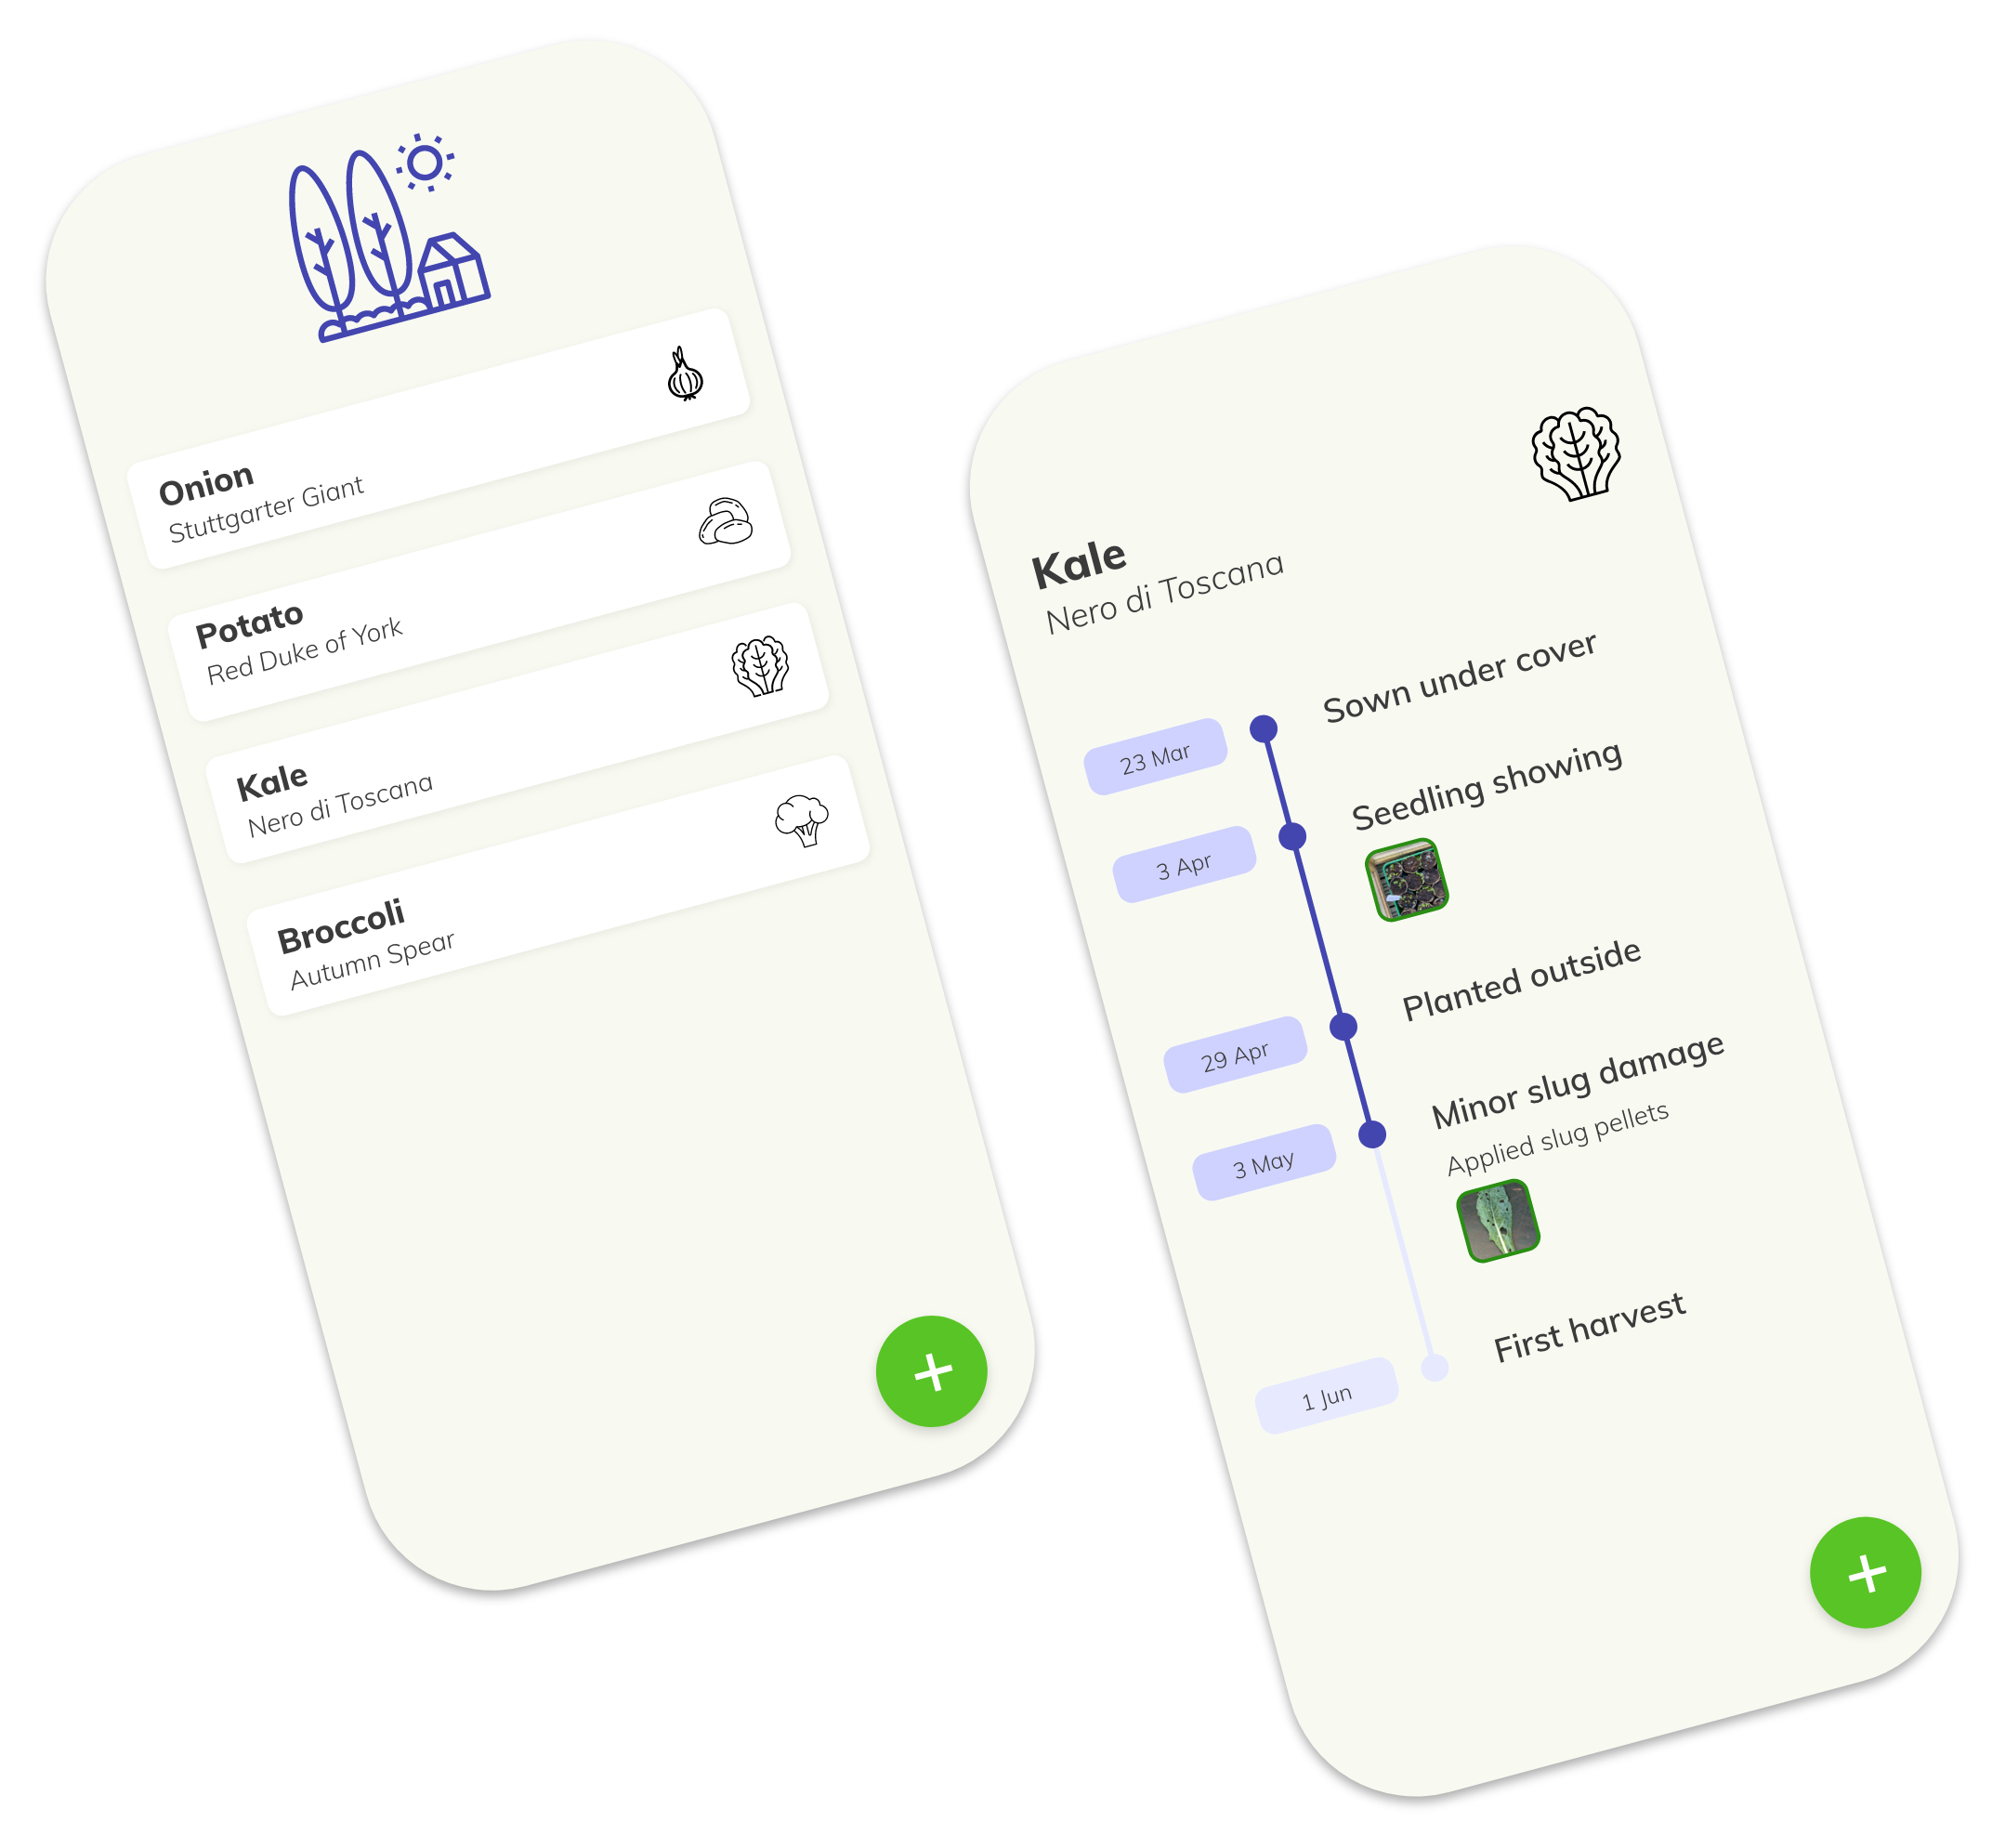 Onion
Stuttgarter Giant
Potato
Red Duke of York
Kale
Nero di Toscana
Broccoli
Autumn Spear
+
Kale
Nero di Toscana
23 Mar
Sown under cover
3 Apr
Seedling showing
29 Apr
Planted outside
3 May
Minor slug damage
Applied slug pellets
1 Jun
First harvest
+